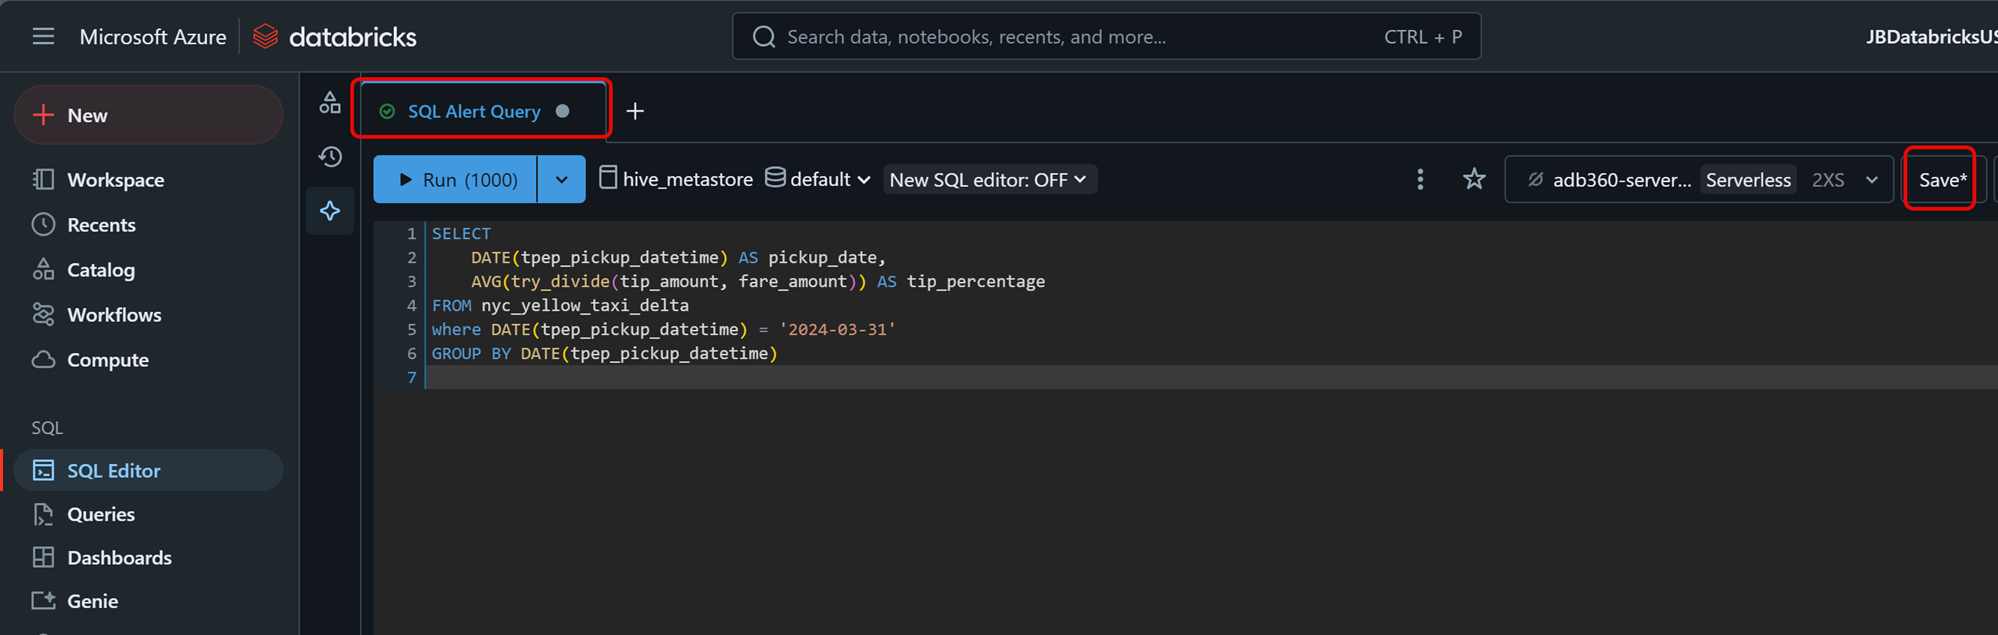 Microsoft Azure databricks Search data, notebooks, recents, and more... CTRL + P JBDatabricksUS
New
Workspace
Recents
Catalog
Workflows
Compute
SQL
SQL Editor
Queries
Dashboards
Genie
SQL Alert Query +
Run (1000) hive_metastore default New SQL editor: OFF adb360-server... Serverless 2XS Save*
1 SELECT
2 DATE(tpep_pickup_datetime) AS pickup_date,
3 AVG(try_divide(tip_amount, fare_amount)) AS tip_percentage
4 FROM nyc_yellow_taxi_delta
5 where DATE(tpep_pickup_datetime) = '2024-03-31'
6 GROUP BY DATE(tpep_pickup_datetime)
7